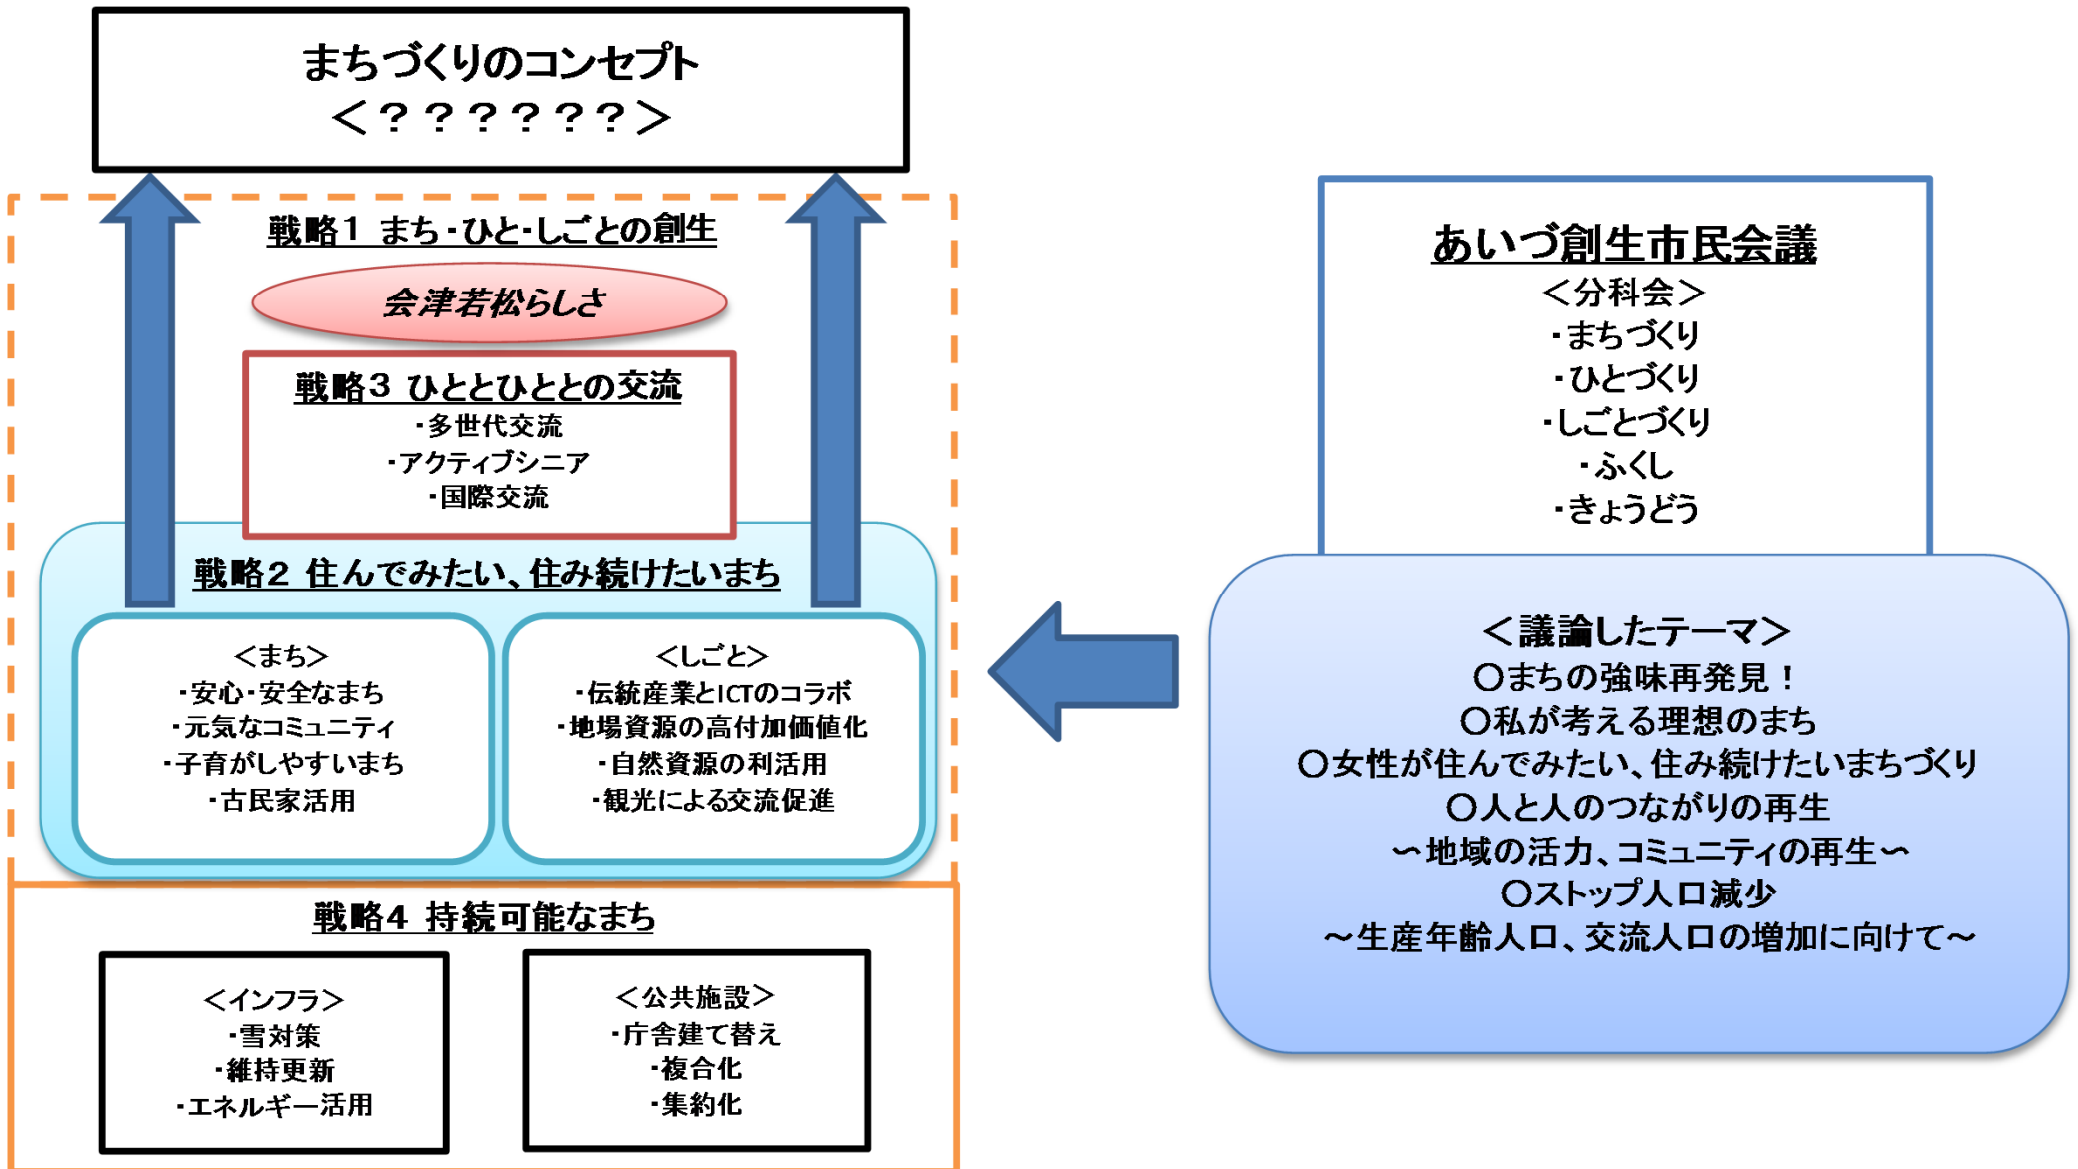 まちづくりのコンセプト
＜？？？？？？＞
戦略1 まち・ひと・しごとの創生
会津若松らしさ
戦略3 ひととひととの交流
・多世代交流
・アクティブシニア
・国際交流
戦略2 住んでみたい、住み続けたいまち
＜まち＞
・安心・安全なまち
・元気なコミュニティ
・子育がしやすいまち
・古民家活用
＜しごと＞
・伝統産業とICTのコラボ
・地場資源の高付加価値化
・自然資源の利活用
・観光による交流促進
戦略4 持続可能なまち
＜インフラ＞
・雪対策
・維持更新
・エネルギー活用
＜公共施設＞
・庁舎建て替え
・複合化
・集約化
あいづ創生市民会議
＜分科会＞
・まちづくり
・ひとづくり
・しごとづくり
・ふくし
・きょうどう
＜議論したテーマ＞
〇まちの強味再発見！
〇私が考える理想のまち
〇女性が住んでみたい、住み続けたいまちづくり
〇人と人のつながりの再生
～地域の活力、コミュニティの再生～
〇ストップ人口減少
～生産年齢人口、交流人口の増加に向けて～